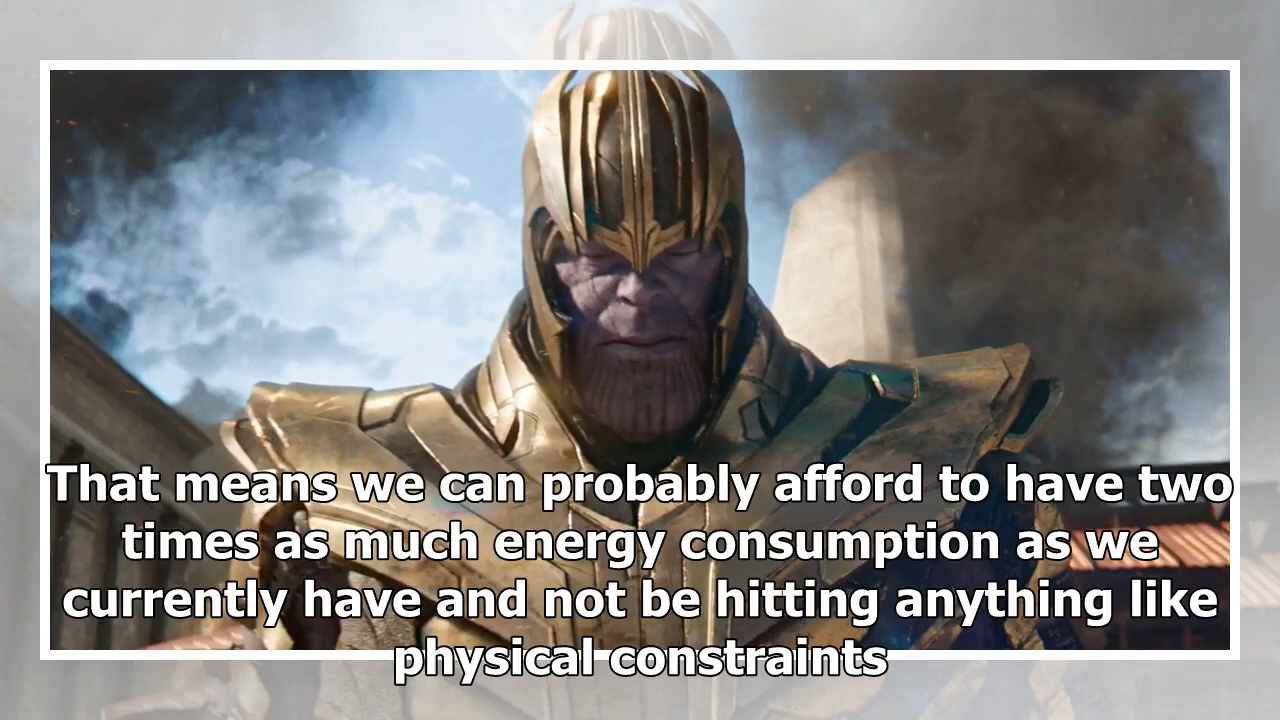 That means we can probably afford to have two
times as much energy consumption as we
currently have and not be hitting anything like
physical constraints